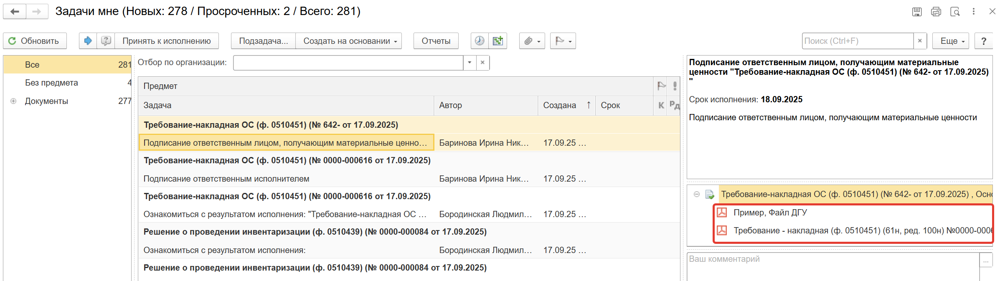 Задачи мне (Новых: 278 / Просроченных: 2 / Всего: 281)
Обновить
Принять к исполнению
Подзадача...
Создать на основании
Отчеты
Поиск (Ctrl+F)
×
Еще
?
Все 281
Без предмета 4
Документы 277
Отбор по организации:
×
Предмет
Задача Автор Создана ↑ Срок К Рд
Требование-накладная ОС (ф. 0510451) (№ 642- от 17.09.2025)
Подписание ответственным лицом, получающим материальные ценно... Баринова Ирина Ник... 17.09.25 ...
Требование-накладная ОС (ф. 0510451) (№ 0000-000616 от 17.09.2025)
Подписание ответственным исполнителем Баринова Ирина Ник... 17.09.25 ...
Требование-накладная ОС (ф. 0510451) (№ 0000-000616 от 17.09.2025)
Ознакомиться с результатом исполнения: "Требование-накладная ОС ... Бородинская Людмил... 17.09.25 ...
Решение о проведении инвентаризации (ф. 0510439) (№ 0000-000084 от 17.09.2025)
Ознакомиться с результатом исполнения: Бородинская Людмил... 17.09.25 ...
Решение о проведении инвентаризации (ф. 0510439) (№ 0000-000084 от 17.09.2025)
Подписание ответственным лицом, получающим материальные
ценности "Требование-накладная ОС (ф. 0510451) (№ 642- от 17.09.2025)
"
Срок исполнения: 18.09.2025
Подписание ответственным лицом, получающим материальные ценности
Требование-накладная ОС (ф. 0510451) (№ 642- от 17.09.2025) , Осн
Пример, Файл ДГУ
Требование - накладная (ф. 0510451) (61н, ред. 100н) №0000-000
Ваш комментарий
...